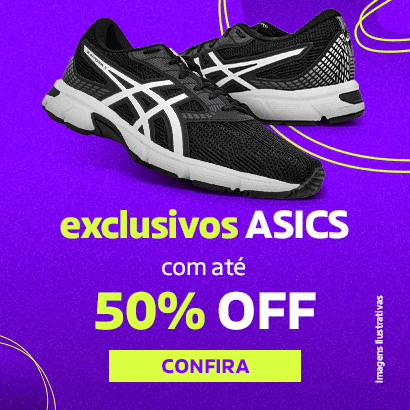 exclusivos ASICS
com até
50% OFF
CONFIRA
Imagens Ilustrativas